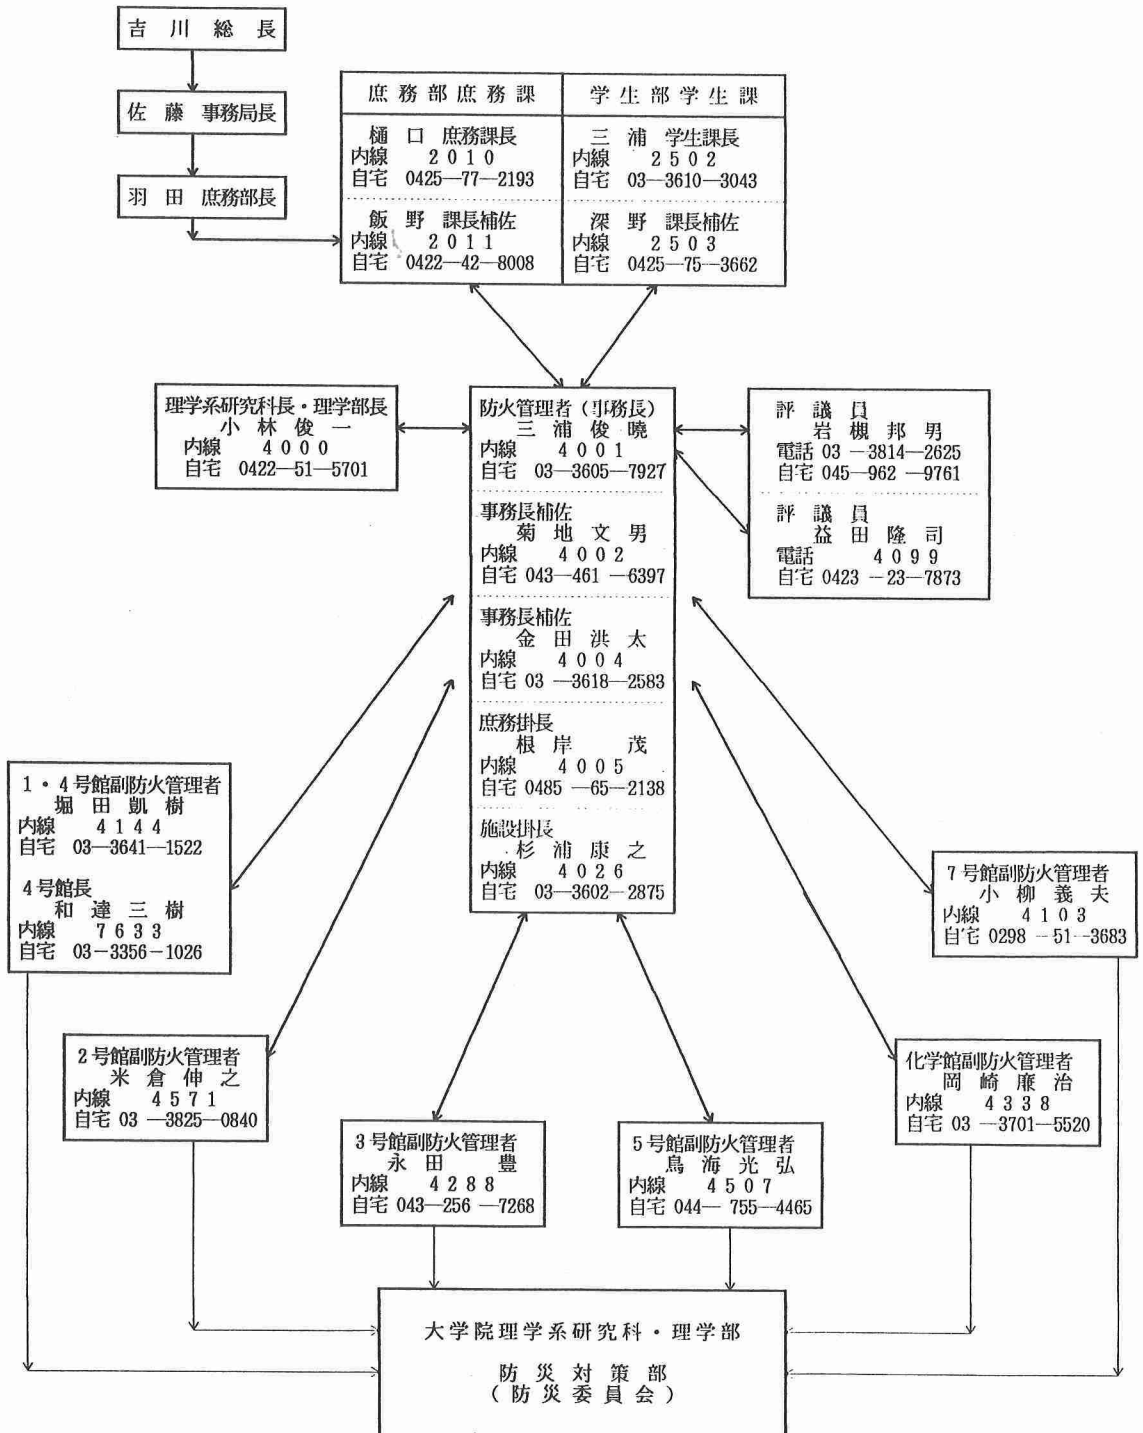 吉川総長
佐藤 事務局長
羽田 庶務部長
庶務部庶務課
樋口 庶務課長
内線 2010
自宅 0425―77―2193
飯野 課長補佐
内線 2011
自宅 0422―42―8008
学生部学生課
三浦 学生課長
内線 2502
自宅 03―3610―3043
深野 課長補佐
内線 2503
自宅 0425―75―3662
理学系研究科長・理学部長
小林俊一
内線 4000
自宅 0422―51―5701
防火管理者(事務長)
三浦俊曉
内線 4001
自宅 03―3605―7927
事務長補佐
菊地文男
内線 4002
自宅 043―461―6397
事務長補佐
金田洪太
内線 4004
自宅 03―3618―2583
庶務掛長
根岸 茂
内線 4005
自宅 0485―65―2138
施設掛長
杉浦康之
内線 4026
自宅 03―3602―2875
評議員
岩槻邦男
電話 03―3814―2625
自宅 045―962―9761
評議員
益田隆司
電話 4099
自宅 0423―23―7873
1・4号館副防火管理者
堀田凱樹
内線 4144
自宅 03―3641―1522
4号館長
和達三樹
内線 7633
自宅 03-3356-1026
7号館副防火管理者
小柳義夫
内線 4103
自宅 0298―51―3683
2号館副防火管理者
米倉伸之
内線 4571
自宅 03―3825―0840
化学館副防火管理者
岡崎廉治
内線 4338
自宅 03―3701―5520
3号館副防火管理者
永田 豊
内線 4288
自宅 043―256―7268
5号館副防火管理者
鳥海光弘
内線 4507
自宅 044―755―4465
大学院理学系研究科・理学部
防災対策部
(防災委員会)